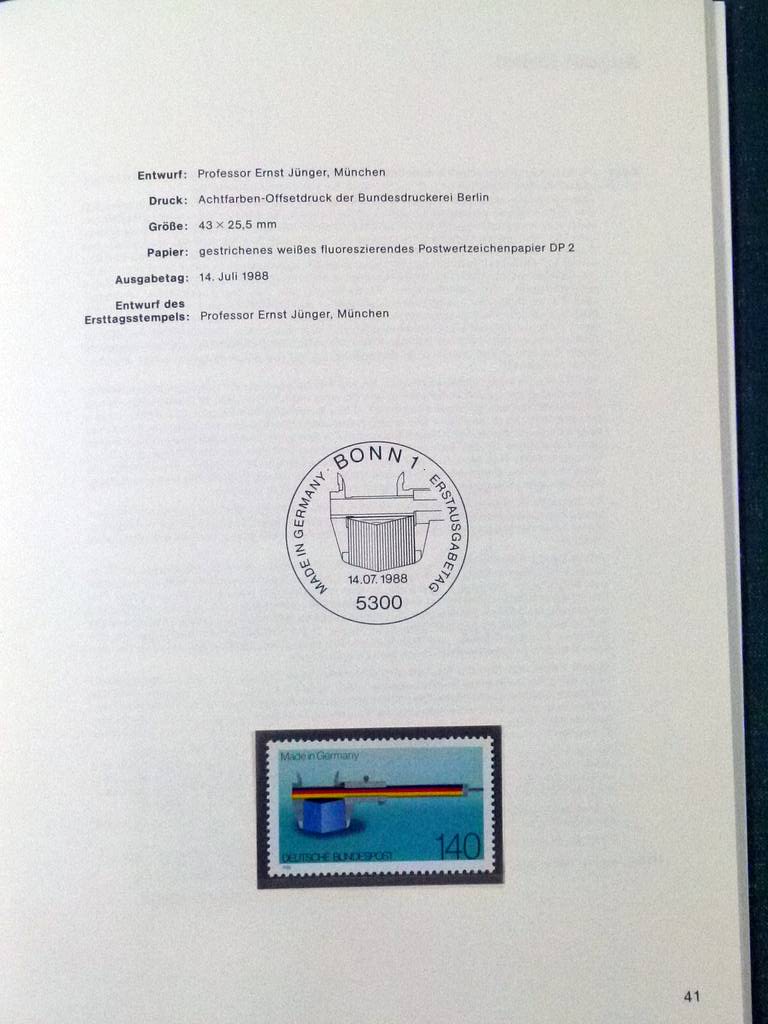 Entwurf: Professor Ernst Jünger, München
Druck: Achtfarben-Offsetdruck der Bundesdruckerei Berlin
Größe: 43 × 25,5 mm
Papier: gestrichenes weißes fluoreszierendes Postwertzeichenpapier DP 2
Ausgabetag: 14. Juli 1988
Entwurf des
Ersttagsstempels: Professor Ernst Jünger, München
BONN 1
MADE IN GERMANY · · ERSTAUSGABETAG
14.07.1988
5300
Made in Germany
140
DEUTSCHE BUNDESPOST
41